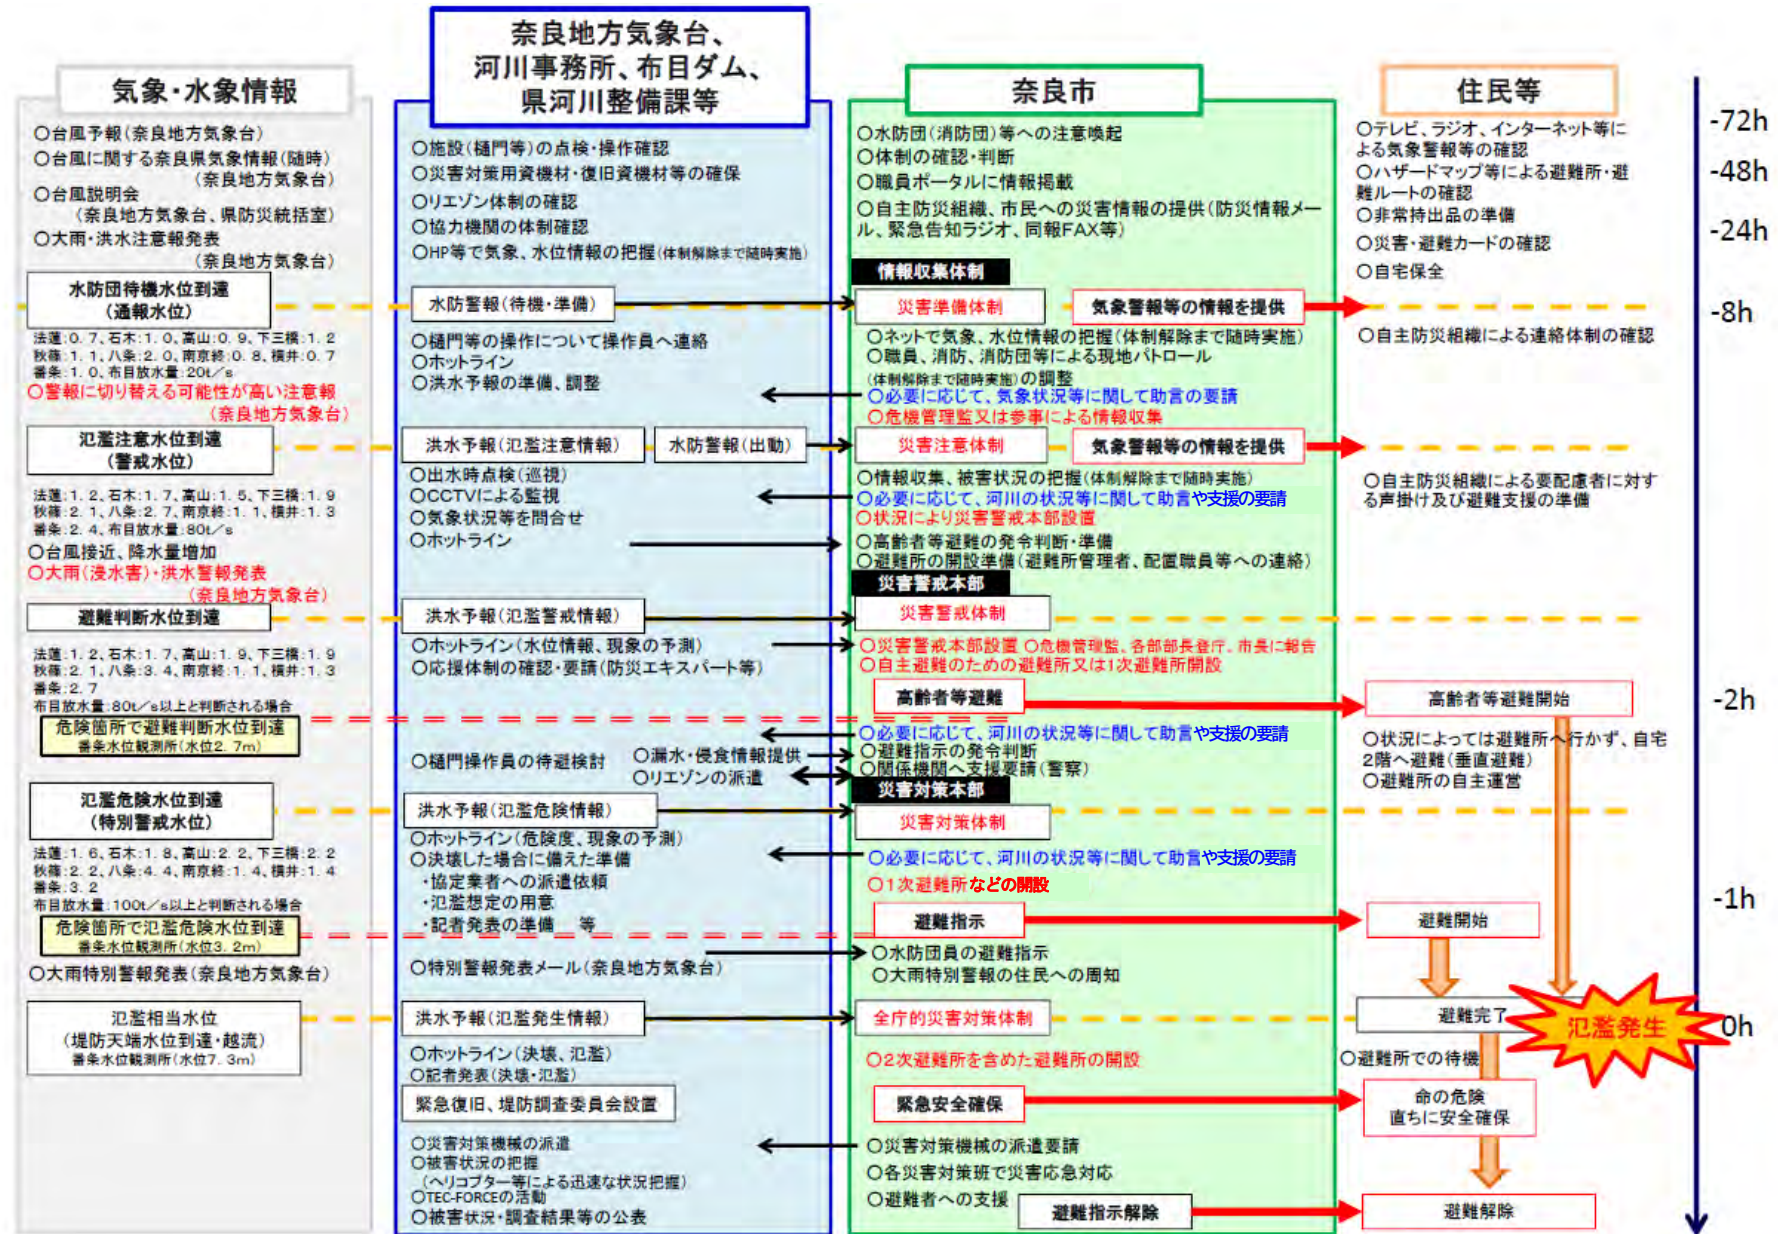 気象・水象情報
○台風予報(奈良地方気象台)
○台風に関する奈良県気象情報(随時)
(奈良地方気象台)
○台風説明会
(奈良地方気象台、県防災統括室)
○大雨・洪水注意報発表
(奈良地方気象台)
水防団待機水位到達
(通報水位)
法蓮:0.7、石木:1.0、高山:0.9、下三橋:1.2
秋篠:1.1、八条:2.0、南京終:0.8、横井:0.7
番条:1.0、布目放水量:20t/s
○警報に切り替える可能性が高い注意報
(奈良地方気象台)
氾濫注意水位到達
(警戒水位)
法蓮:1.2、石木:1.7、高山:1.5、下三橋:1.9
秋篠:2.1、八条:2.7、南京終:1.1、横井:1.3
番条:2.4、布目放水量:80t/s
○台風接近、降水量増加
○大雨(浸水害)・洪水警報発表
(奈良地方気象台)
避難判断水位到達
法蓮:1.2、石木:1.7、高山:1.9、下三橋:1.9
秋篠:2.1、八条:3.4、南京終:1.1、横井:1.3
番条:2.7
布目放水量:80t/s以上と判断される場合
危険箇所で避難判断水位到達
番条水位観測所(水位2.7m)
氾濫危険水位到達
(特別警戒水位)
法蓮:1.6、石木:1.8、高山:2.2、下三橋:2.2
秋篠:2.2、八条:4.4、南京終:1.4、横井:1.4
番条:3.2
布目放水量:100t/s以上と判断される場合
危険箇所で氾濫危険水位到達
番条水位観測所(水位3.2m)
○大雨特別警報発表(奈良地方気象台)
氾濫相当水位
(堤防天端水位到達・越流)
番条水位観測所(水位7.3m)
奈良地方気象台、
河川事務所、布目ダム、
県河川整備課等
○施設(樋門等)の点検・操作確認
○災害対策用資機材・復旧資機材等の確保
○リエゾン体制の確認
○協力機関の体制確認
○HP等で気象、水位情報の把握(体制解除まで随時実施)
水防警報(待機・準備)
○樋門等の操作について操作員へ連絡
○ホットライン
○洪水予報の準備、調整
洪水予報(氾濫注意情報)
水防警報(出動)
○出水時点検(巡視)
○CCTVによる監視
○気象状況等を問合せ
○ホットライン
洪水予報(氾濫警戒情報)
○ホットライン(水位情報、現象の予測)
○応援体制の確認・要請(防災エキスパート等)
○樋門操作員の待避検討
○漏水・侵食情報提供
○リエゾンの派遣
洪水予報(氾濫危険情報)
○ホットライン(危険度、現象の予測)
○決壊した場合に備えた準備
・協定業者への派遣依頼
・氾濫想定の用意
・記者発表の準備 等
○特別警報発表メール(奈良地方気象台)
洪水予報(氾濫発生情報)
○ホットライン(決壊、氾濫)
○記者発表(決壊・氾濫)
緊急復旧、堤防調査委員会設置
○災害対策機械の派遣
○被害状況の把握
(ヘリコプター等による迅速な状況把握)
○TEC-FORCEの活動
○被害状況・調査結果等の公表
奈良市
○水防団(消防団)等への注意喚起
○体制の確認・判断
○職員ポータルに情報掲載
○自主防災組織、市民への災害情報の提供(防災情報メー
ル、緊急告知ラジオ、同報FAX等)
情報収集体制
災害準備体制
気象警報等の情報を提供
○ネットで気象、水位情報の把握(体制解除まで随時実施)
○職員、消防、消防団等による現地パトロール
(体制解除まで随時実施)の調整
○必要に応じて、気象状況等に関して助言の要請
○危機管理監又は参事による情報収集
災害注意体制
気象警報等の情報を提供
○情報収集、被害状況の把握(体制解除まで随時実施)
○必要に応じて、河川の状況等に関して助言や支援の要請
○状況により災害警戒本部設置
○高齢者等避難の発令判断・準備
○避難所の開設準備(避難所管理者、配置職員等への連絡)
災害警戒本部
災害警戒体制
○災害警戒本部設置 ○危機管理監、各部部長登庁、市長に報告
○自主避難のための避難所又は1次避難所開設
高齢者等避難
○必要に応じて、河川の状況等に関して助言や支援の要請
○避難指示の発令判断
○関係機関へ支援要請(警察)
災害対策本部
災害対策体制
○必要に応じて、河川の状況等に関して助言や支援の要請
○1次避難所などの開設
避難指示
○水防団員の避難指示
○大雨特別警報の住民への周知
全庁的災害対策体制
○2次避難所を含めた避難所の開設
緊急安全確保
○災害対策機械の派遣要請
○各災害対策班で災害応急対応
○避難者への支援
避難指示解除
住民等
○テレビ、ラジオ、インターネット等に
よる気象警報等の確認
○ハザードマップ等による避難所・避
難ルートの確認
○非常持出品の準備
○災害・避難カードの確認
○自宅保全
○自主防災組織による連絡体制の確認
○自主防災組織による要配慮者に対す
る声掛け及び避難支援の準備
高齢者等避難開始
○状況によっては避難所へ行かず、自宅
2階へ避難(垂直避難)
○避難所の自主運営
避難開始
避難完了
氾濫発生
○避難所での待機
命の危険
直ちに安全確保
避難解除
-72h
-48h
-24h
-8h
-2h
-1h
0h